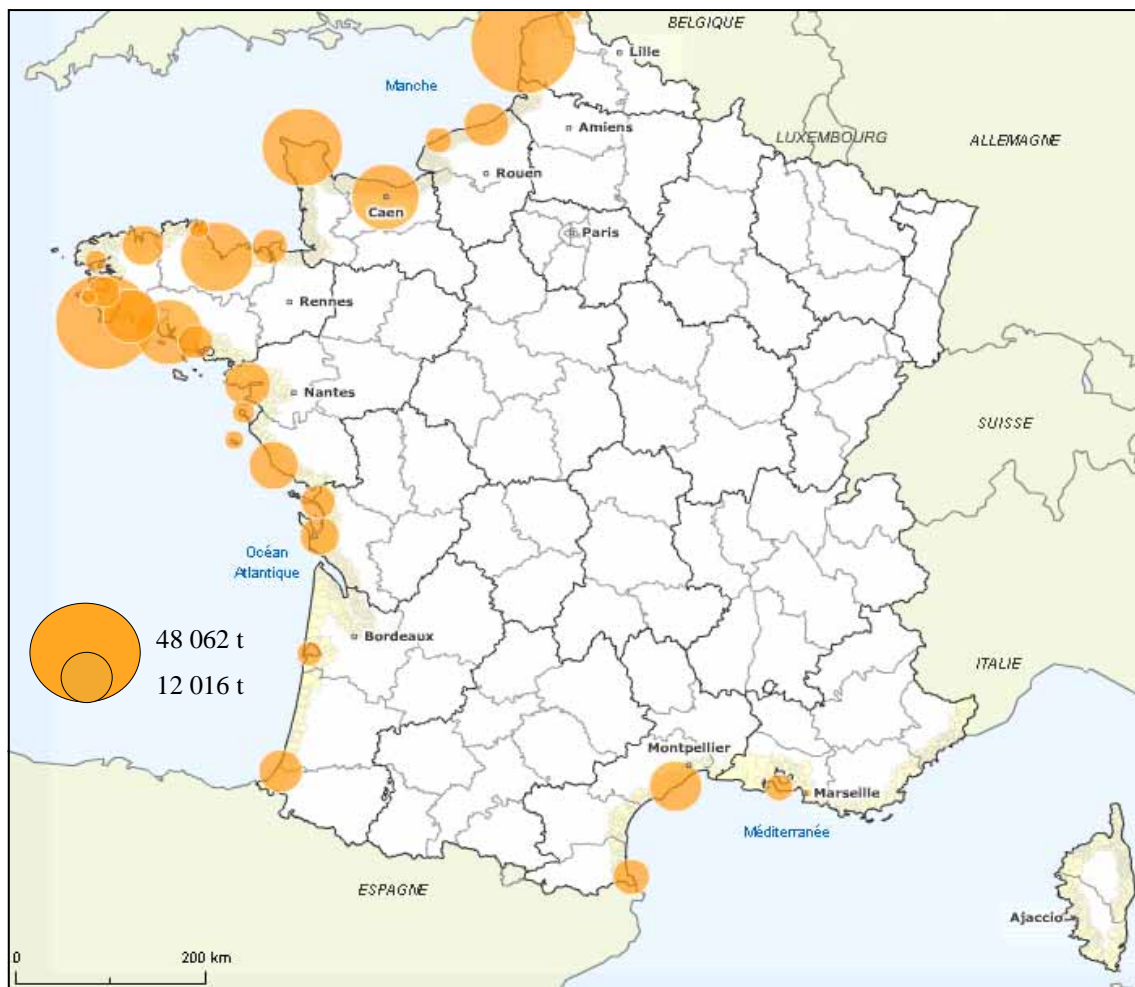 BELGIQUE
Lille
Manche
Amiens
LUXEMBOURG
ALLEMAGNE
Rouen
Caen
Paris
Rennes
Nantes
SUISSE
Océan
Atlantique
48 062 t
Bordeaux
12 016 t
ITALIE
Montpellier
Marseille
Méditerranée
ESPAGNE
Ajaccio
0
200 km